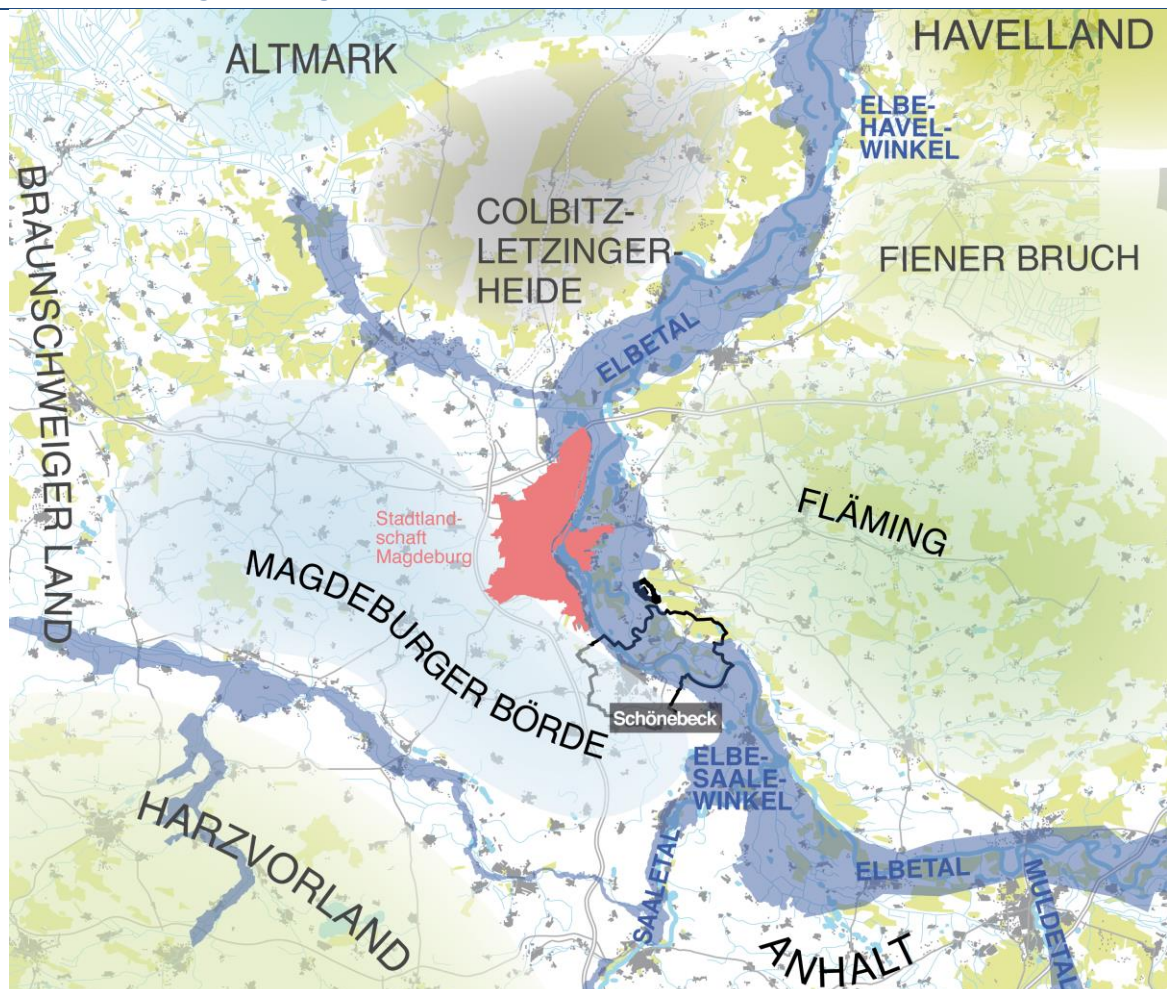 ALTMARK
HAVELLAND
ELBE-
HAVEL-
WINKEL
BRAUNSCHWEIGER LAND
COLBITZ-
LETZINGER-
HEIDE
FIENER BRUCH
ELBETAL
FLÄMING
Stadtland-
schaft
Magdeburg
MAGDEBURGER BÖRDE
Schönebeck
ELBE-
SAALE-
WINKEL
HARZVORLAND
SAALETAL
ELBETAL
MULDETAL
ANHALT